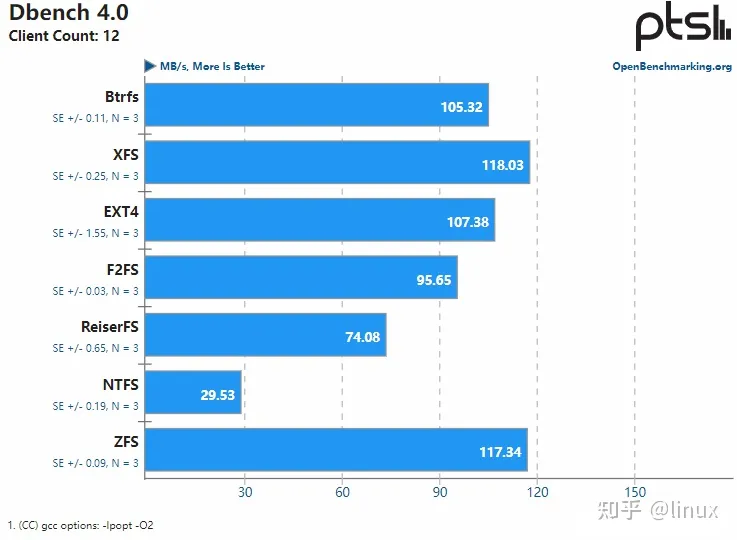 Dbench 4.0
Client Count: 12
ptsl
MB/s, More Is Better
OpenBenchmarking.org
Btrfs
SE +/- 0.11, N = 3
105.32
XFS
SE +/- 0.25, N = 3
118.03
EXT4
SE +/- 1.55, N = 3
107.38
F2FS
SE +/- 0.03, N = 3
95.65
ReiserFS
SE +/- 0.65, N = 3
74.08
NTFS
SE +/- 0.19, N = 3
29.53
ZFS
SE +/- 0.09, N = 3
117.34
30 60 90 120 150
知乎 @linux
1. (CC) gcc options: -lpopt -O2